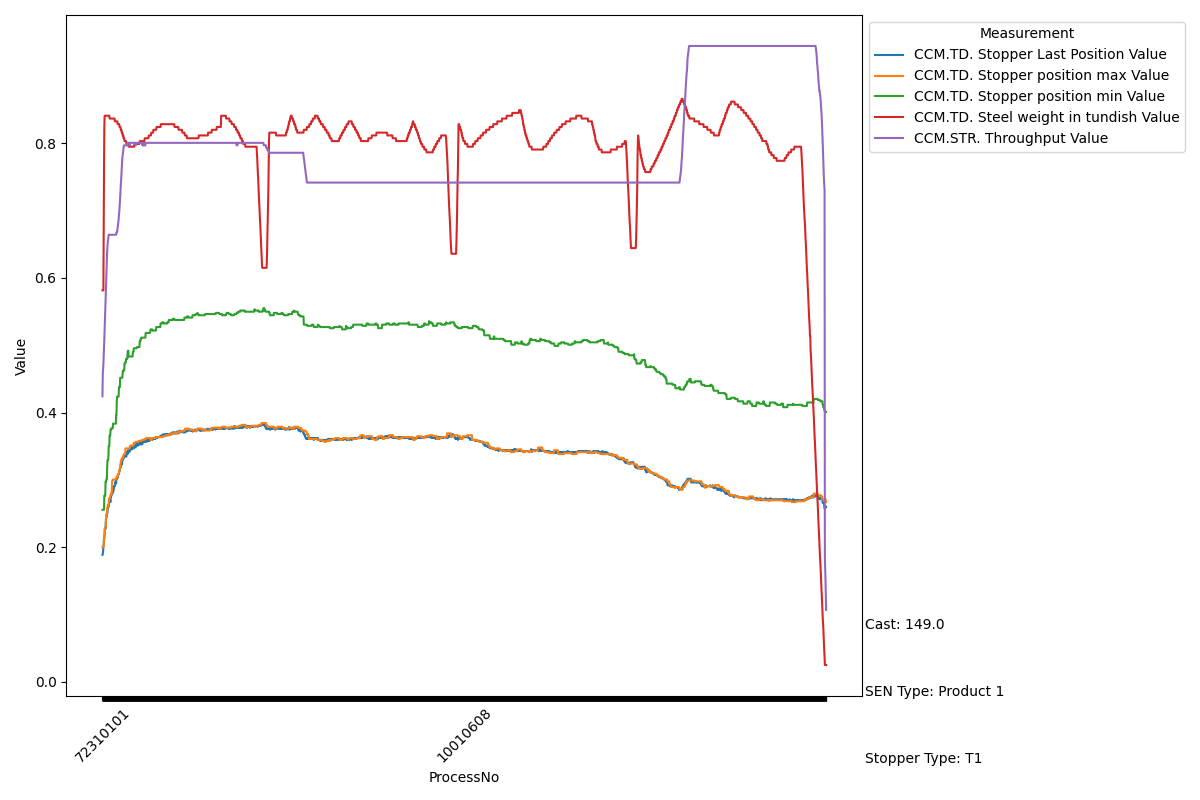 Measurement
CCM.TD. Stopper Last Position Value
CCM.TD. Stopper position max Value
CCM.TD. Stopper position min Value
CCM.TD. Steel weight in tundish Value
CCM.STR. Throughput Value
0.8
0.6
0.4
0.2
0.0
Value
72310101
10010608
ProcessNo
Cast: 149.0
SEN Type: Product 1
Stopper Type: T1